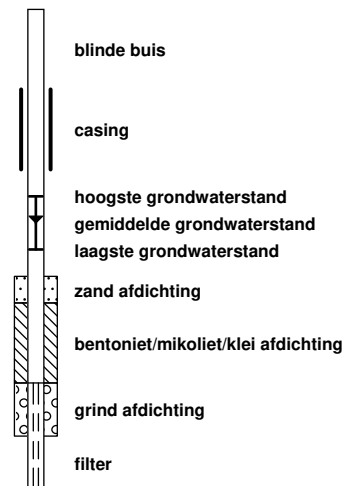 blinde buis
casing
hoogste grondwaterstand
gemiddelde grondwaterstand
laagste grondwaterstand
zand afdichting
bentoniet/mikoliet/klei afdichting
grind afdichting
filter